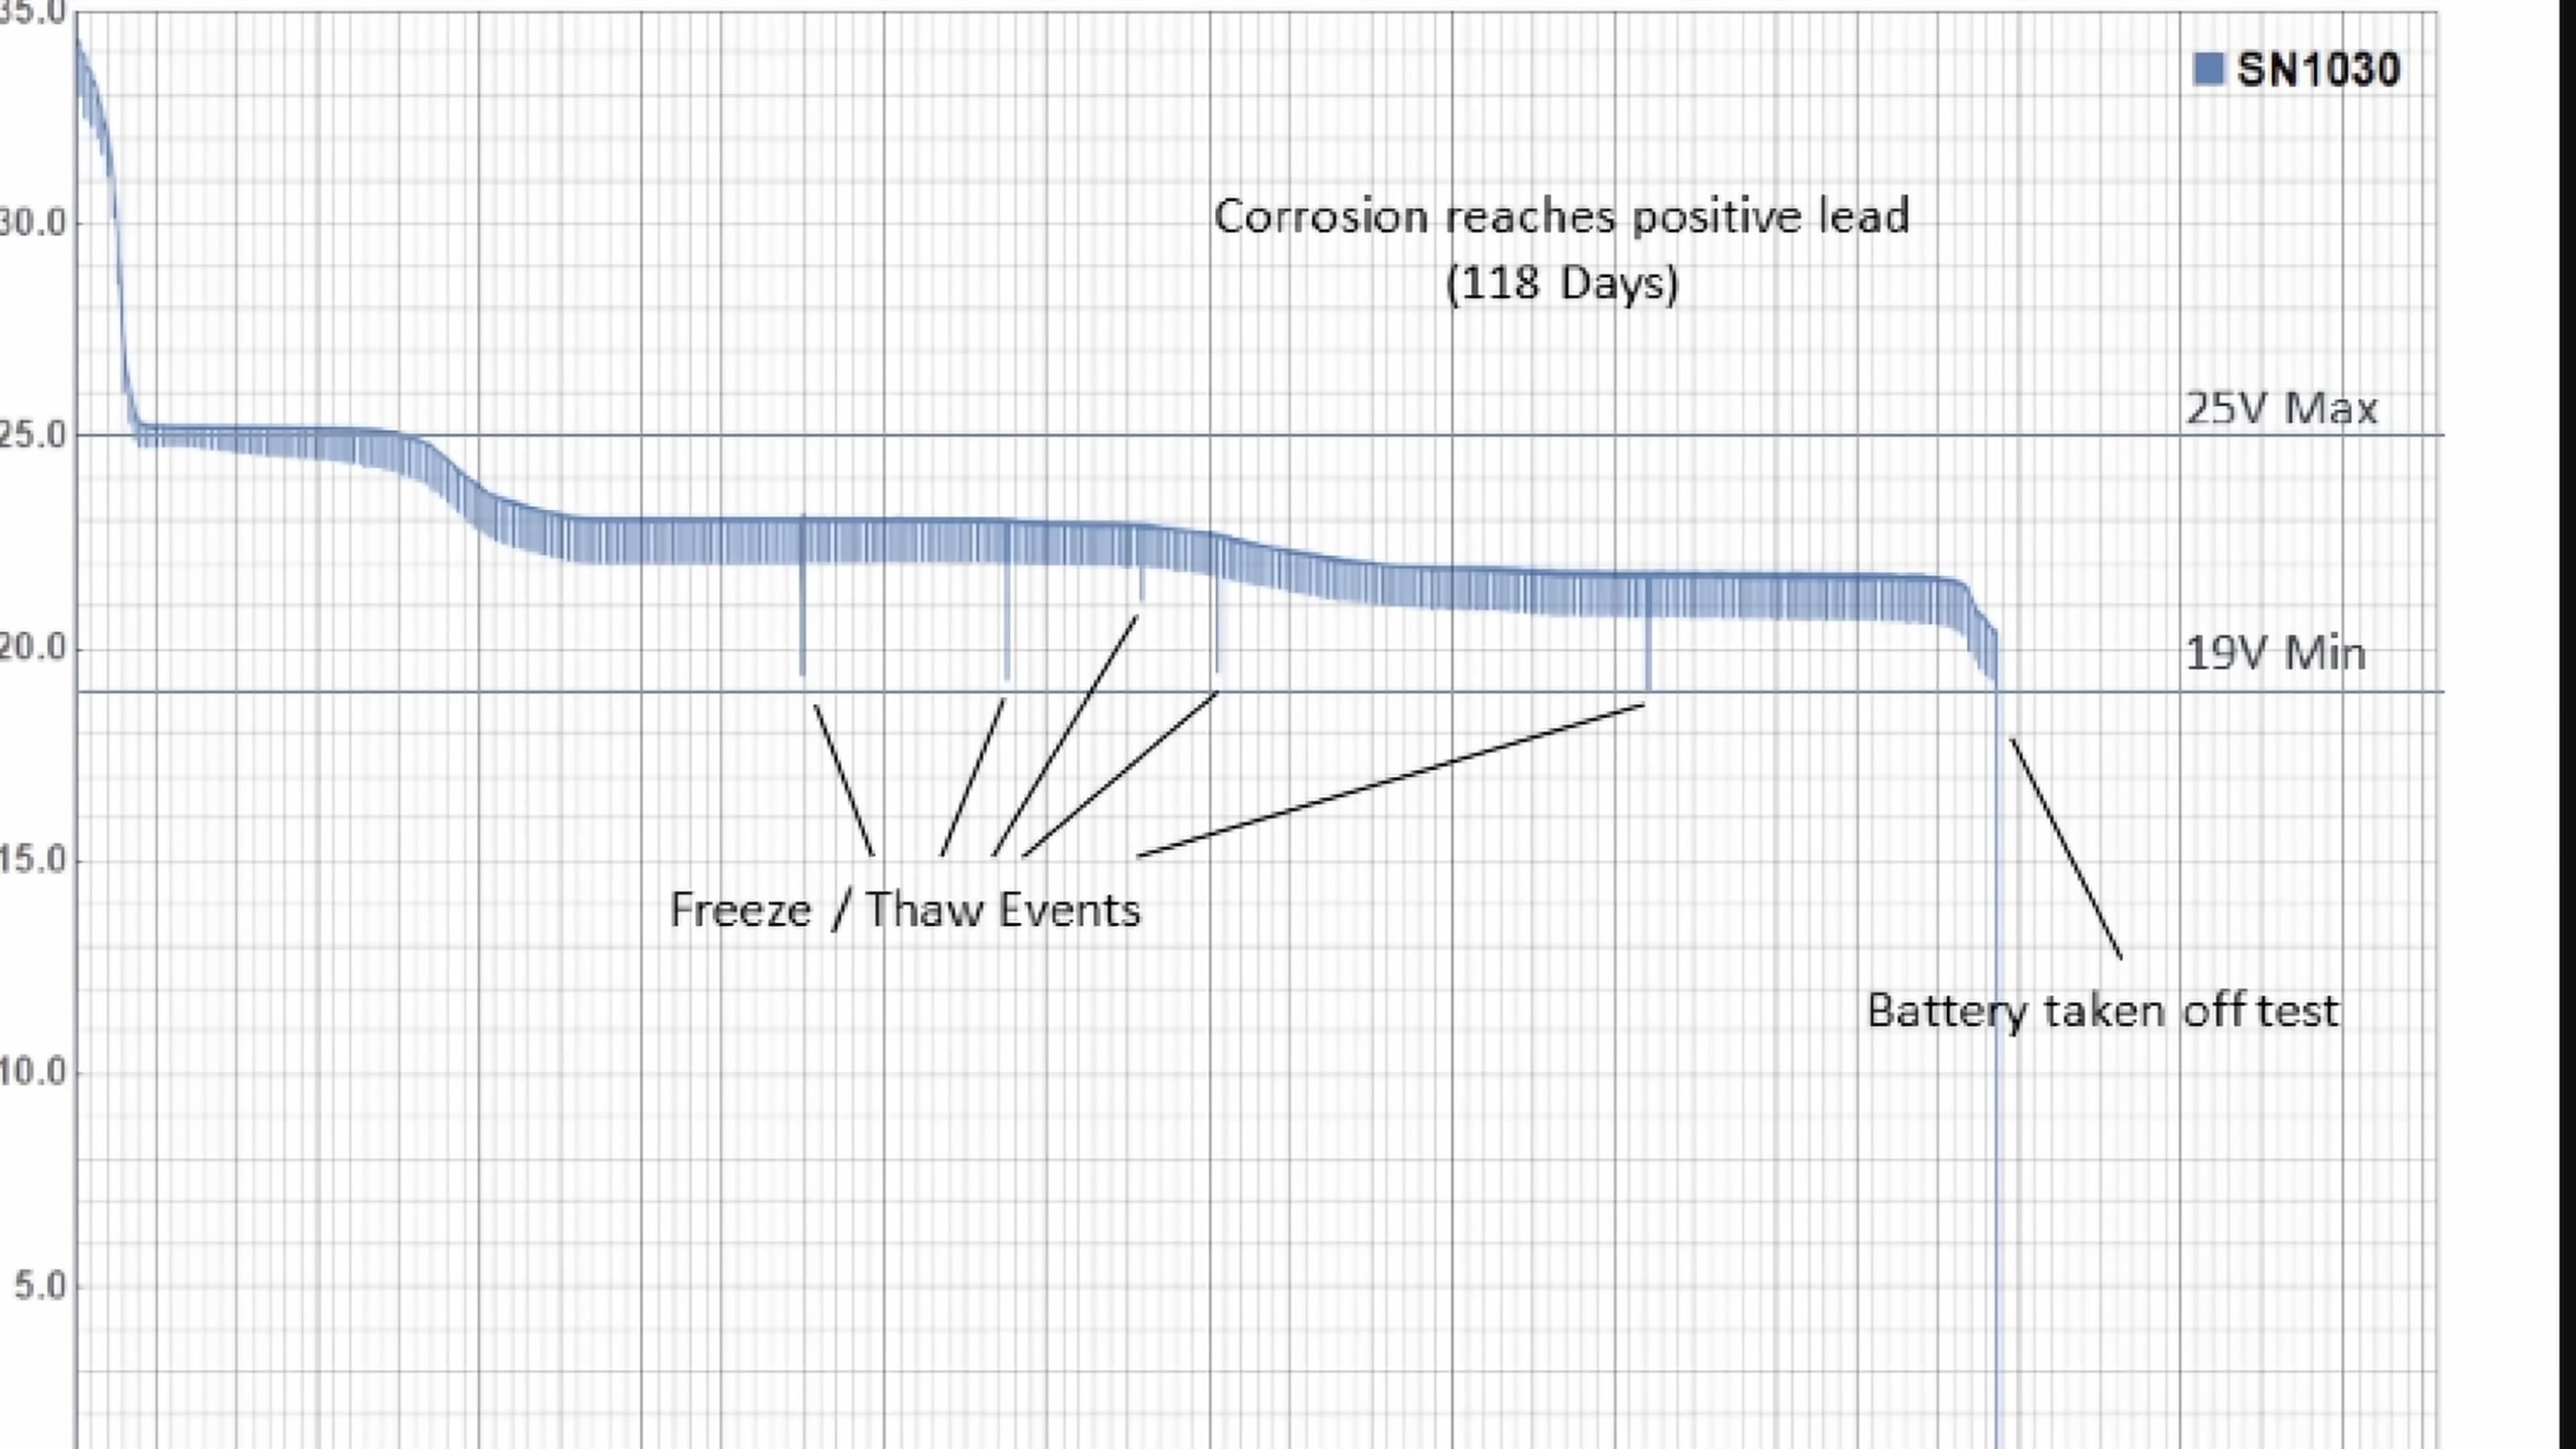 35.0
SN1030
30.0
Corrosion reaches positive lead
(118 Days)
25V Max
25.0
20.0
19V Min
15.0
Freeze / Thaw Events
Battery taken off test
10.0
5.0